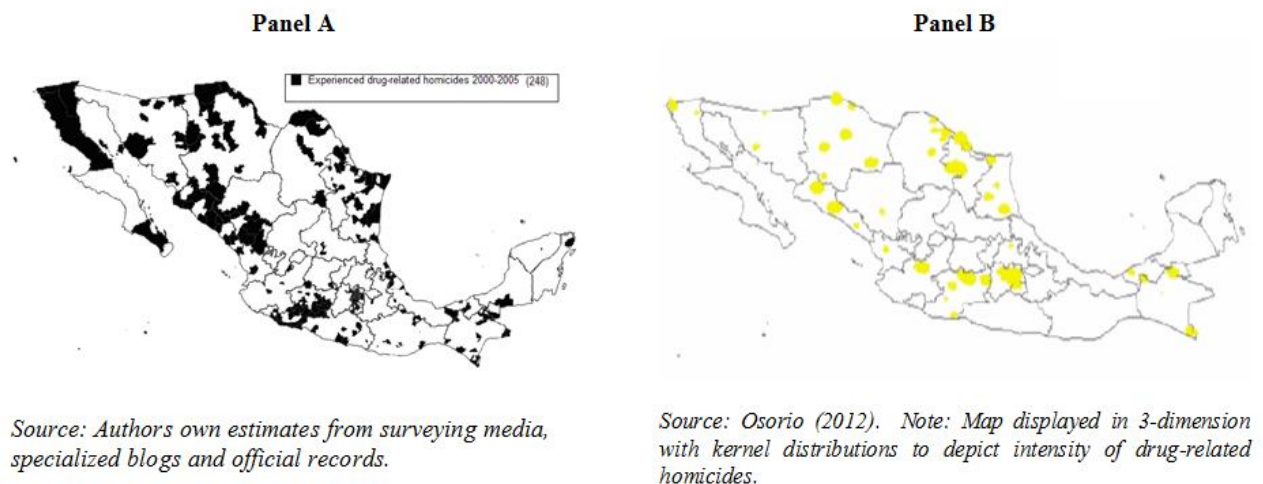 Panel A
Experienced drug-related homicides 2000-2005 (248)
Source: Authors own estimates from surveying media,
specialized blogs and official records.
Panel B
Source: Osorio (2012). Note: Map displayed in 3-dimension
with kernel distributions to depict intensity of drug-related
homicides.